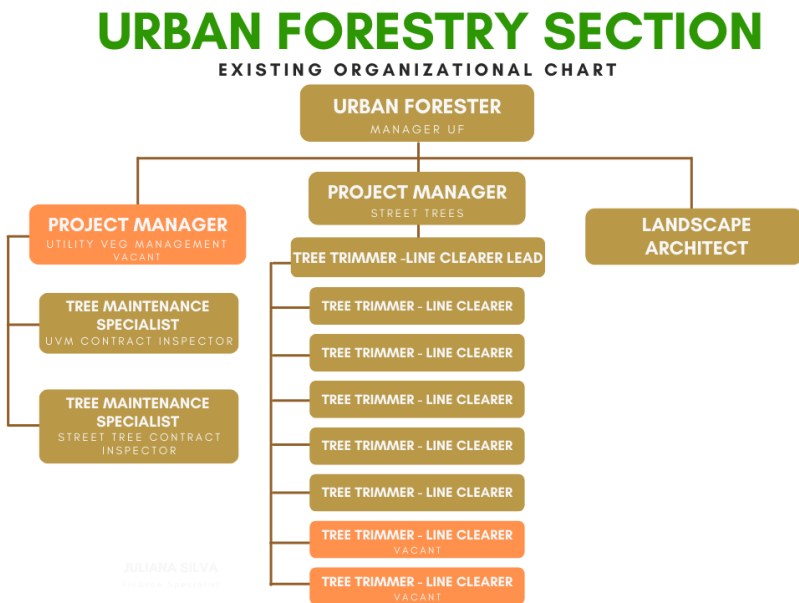 URBAN FORESTRY SECTION
EXISTING ORGANIZATIONAL CHART
URBAN FORESTER
MANAGER UF
PROJECT MANAGER
UTILITY VEG MANAGEMENT
VACANT
TREE MAINTENANCE
SPECIALIST
UVM CONTRACT INSPECTOR
TREE MAINTENANCE
SPECIALIST
STREET TREE CONTRACT
INSPECTOR
PROJECT MANAGER
STREET TREES
TREE TRIMMER -LINE CLEARER LEAD
TREE TRIMMER - LINE CLEARER
TREE TRIMMER - LINE CLEARER
TREE TRIMMER - LINE CLEARER
TREE TRIMMER - LINE CLEARER
TREE TRIMMER - LINE CLEARER
TREE TRIMMER - LINE CLEARER
VACANT
TREE TRIMMER - LINE CLEARER
VACANT
LANDSCAPE
ARCHITECT
JULIANA SILVA